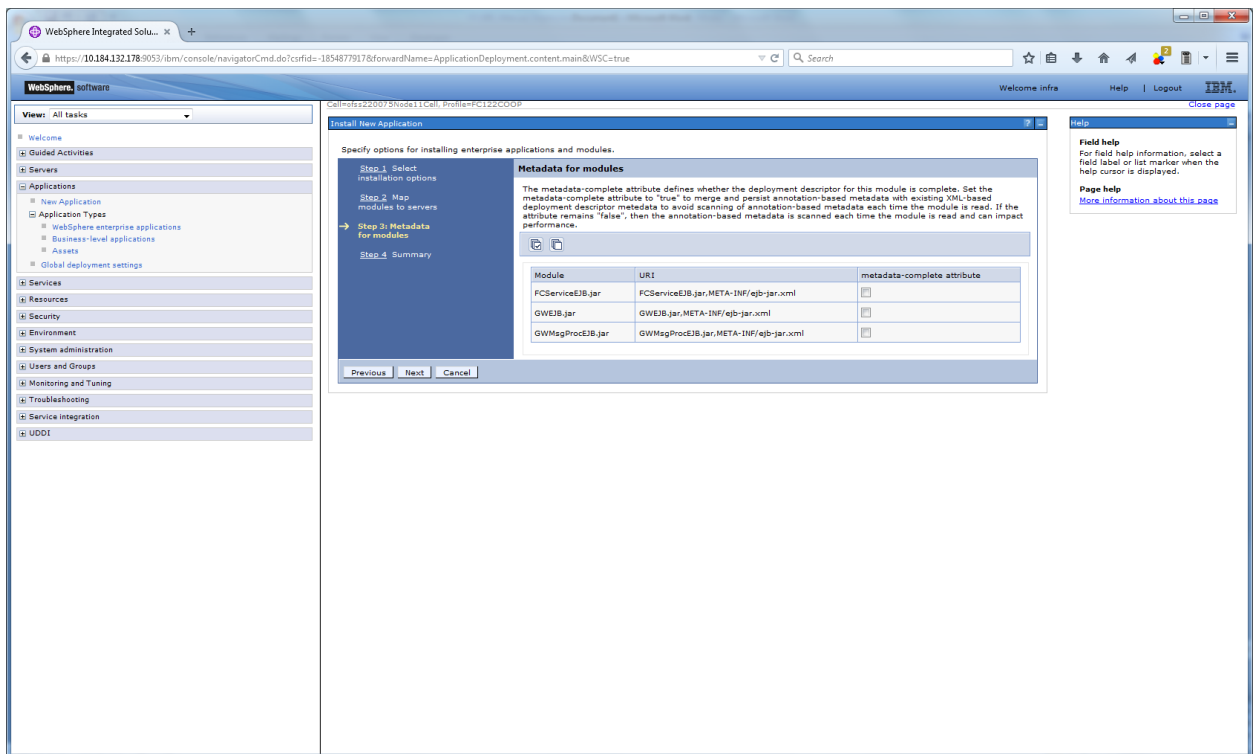 WebSphere Integrated Solu... × +
https://10.184.132.178:9053/ibm/console/navigatorCmd.do?csrfid=-1854877917&forwardName=ApplicationDeployment.content.main&WSC=true
Search
2
WebSphere. software
Welcome infra
Help | Logout
IBM.
View: All tasks
Welcome
Guided Activities
Servers
Applications
New Application
Application Types
WebSphere enterprise applications
Business-level applications
Assets
Global deployment settings
Services
Resources
Security
Environment
System administration
Users and Groups
Monitoring and Tuning
Troubleshooting
Service integration
UDDI
Cell=ofss220075Node11Cell, Profile=FC122COOP
Close page
Install New Application
Specify options for installing enterprise applications and modules.
Step 1 Select
installation options
Step 2 Map
modules to servers
Step 3: Metadata
for modules
Step 4 Summary
Metadata for modules
The metadata-complete attribute defines whether the deployment descriptor for this module is complete. Set the
metadata-complete attribute to "true" to merge and persist annotation-based metadata with existing XML-based
deployment descriptor metedata to avoid scanning of annotation-based metadata each time the module is read. If the
attribute remains "false", then the annotation-based metadata is scanned each time the module is read and can impact
performance.
Module URI metadata-complete attribute
FCServiceEJB.jar FCServiceEJB.jar,META-INF/ejb-jar.xml
GWEJB.jar GWEJB.jar,META-INF/ejb-jar.xml
GWMsgProcEJB.jar GWMsgProcEJB.jar,META-INF/ejb-jar.xml
Previous Next Cancel
Help
Field help
For field help information, select a
field label or list marker when the
help cursor is displayed.
Page help
More information about this page